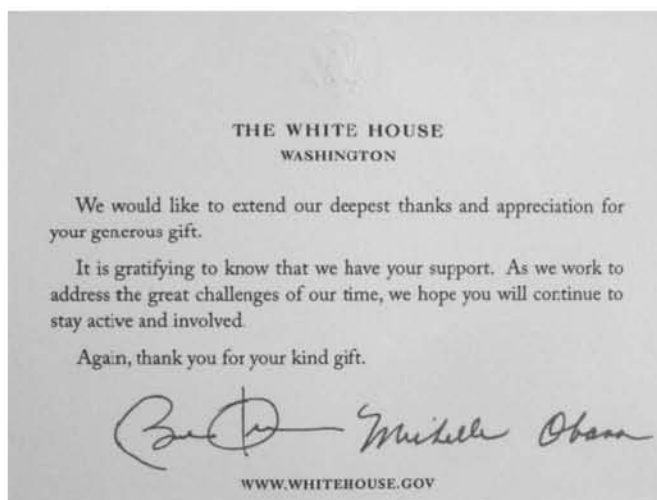 THE WHITE HOUSE
WASHINGTON
We would like to extend our deepest thanks and appreciation for
your generous gift.
It is gratifying to know that we have your support. As we work to
address the great challenges of our time, we hope you will continue to
stay active and involved.
Again, thank you for your kind gift.
Michelle Obama
WWW.WHITEHOUSE.GOV